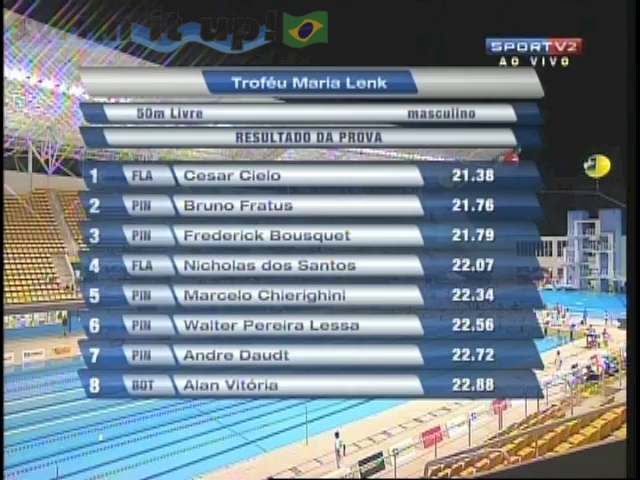 it up!
SPORTV2
AO VIVO
Troféu Maria Lenk
50m Livre masculino
RESULTADO DA PROVA
1 FLA Cesar Cielo 21.38
2 PIN Bruno Fratus 21.76
3 PIN Frederick Bousquet 21.79
4 FLA Nicholas dos Santos 22.07
5 PIN Marcelo Chierighini 22.34
6 PIN Walter Pereira Lessa 22.56
7 PIN Andre Daudt 22.72
8 BOT Alan Vitória 22.88